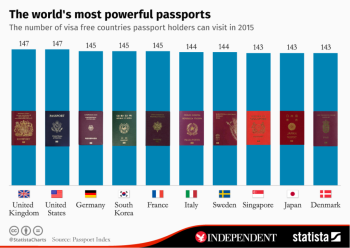 The world's most powerful passports
The number of visa free countries passport holders can visit in 2015
147 147 145 145 145 144 144 143 143 143
PASSPORT
United Kingdom
United States
Germany
South Korea
France
Italy
Sweden
Singapore
Japan
Denmark
@StatistaCharts Source: Passport Index
INDEPENDENT
statista